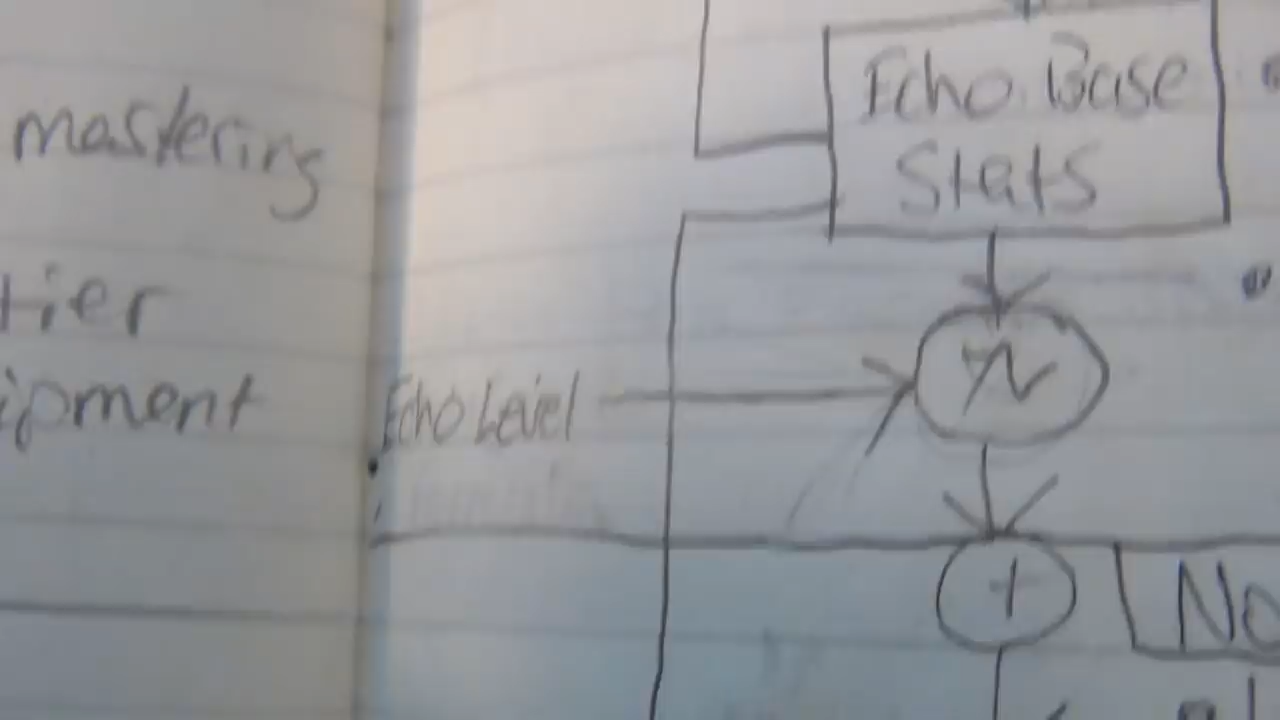 mastering
tier
ipment
Echo Base
Stats
Echo Level
+
No